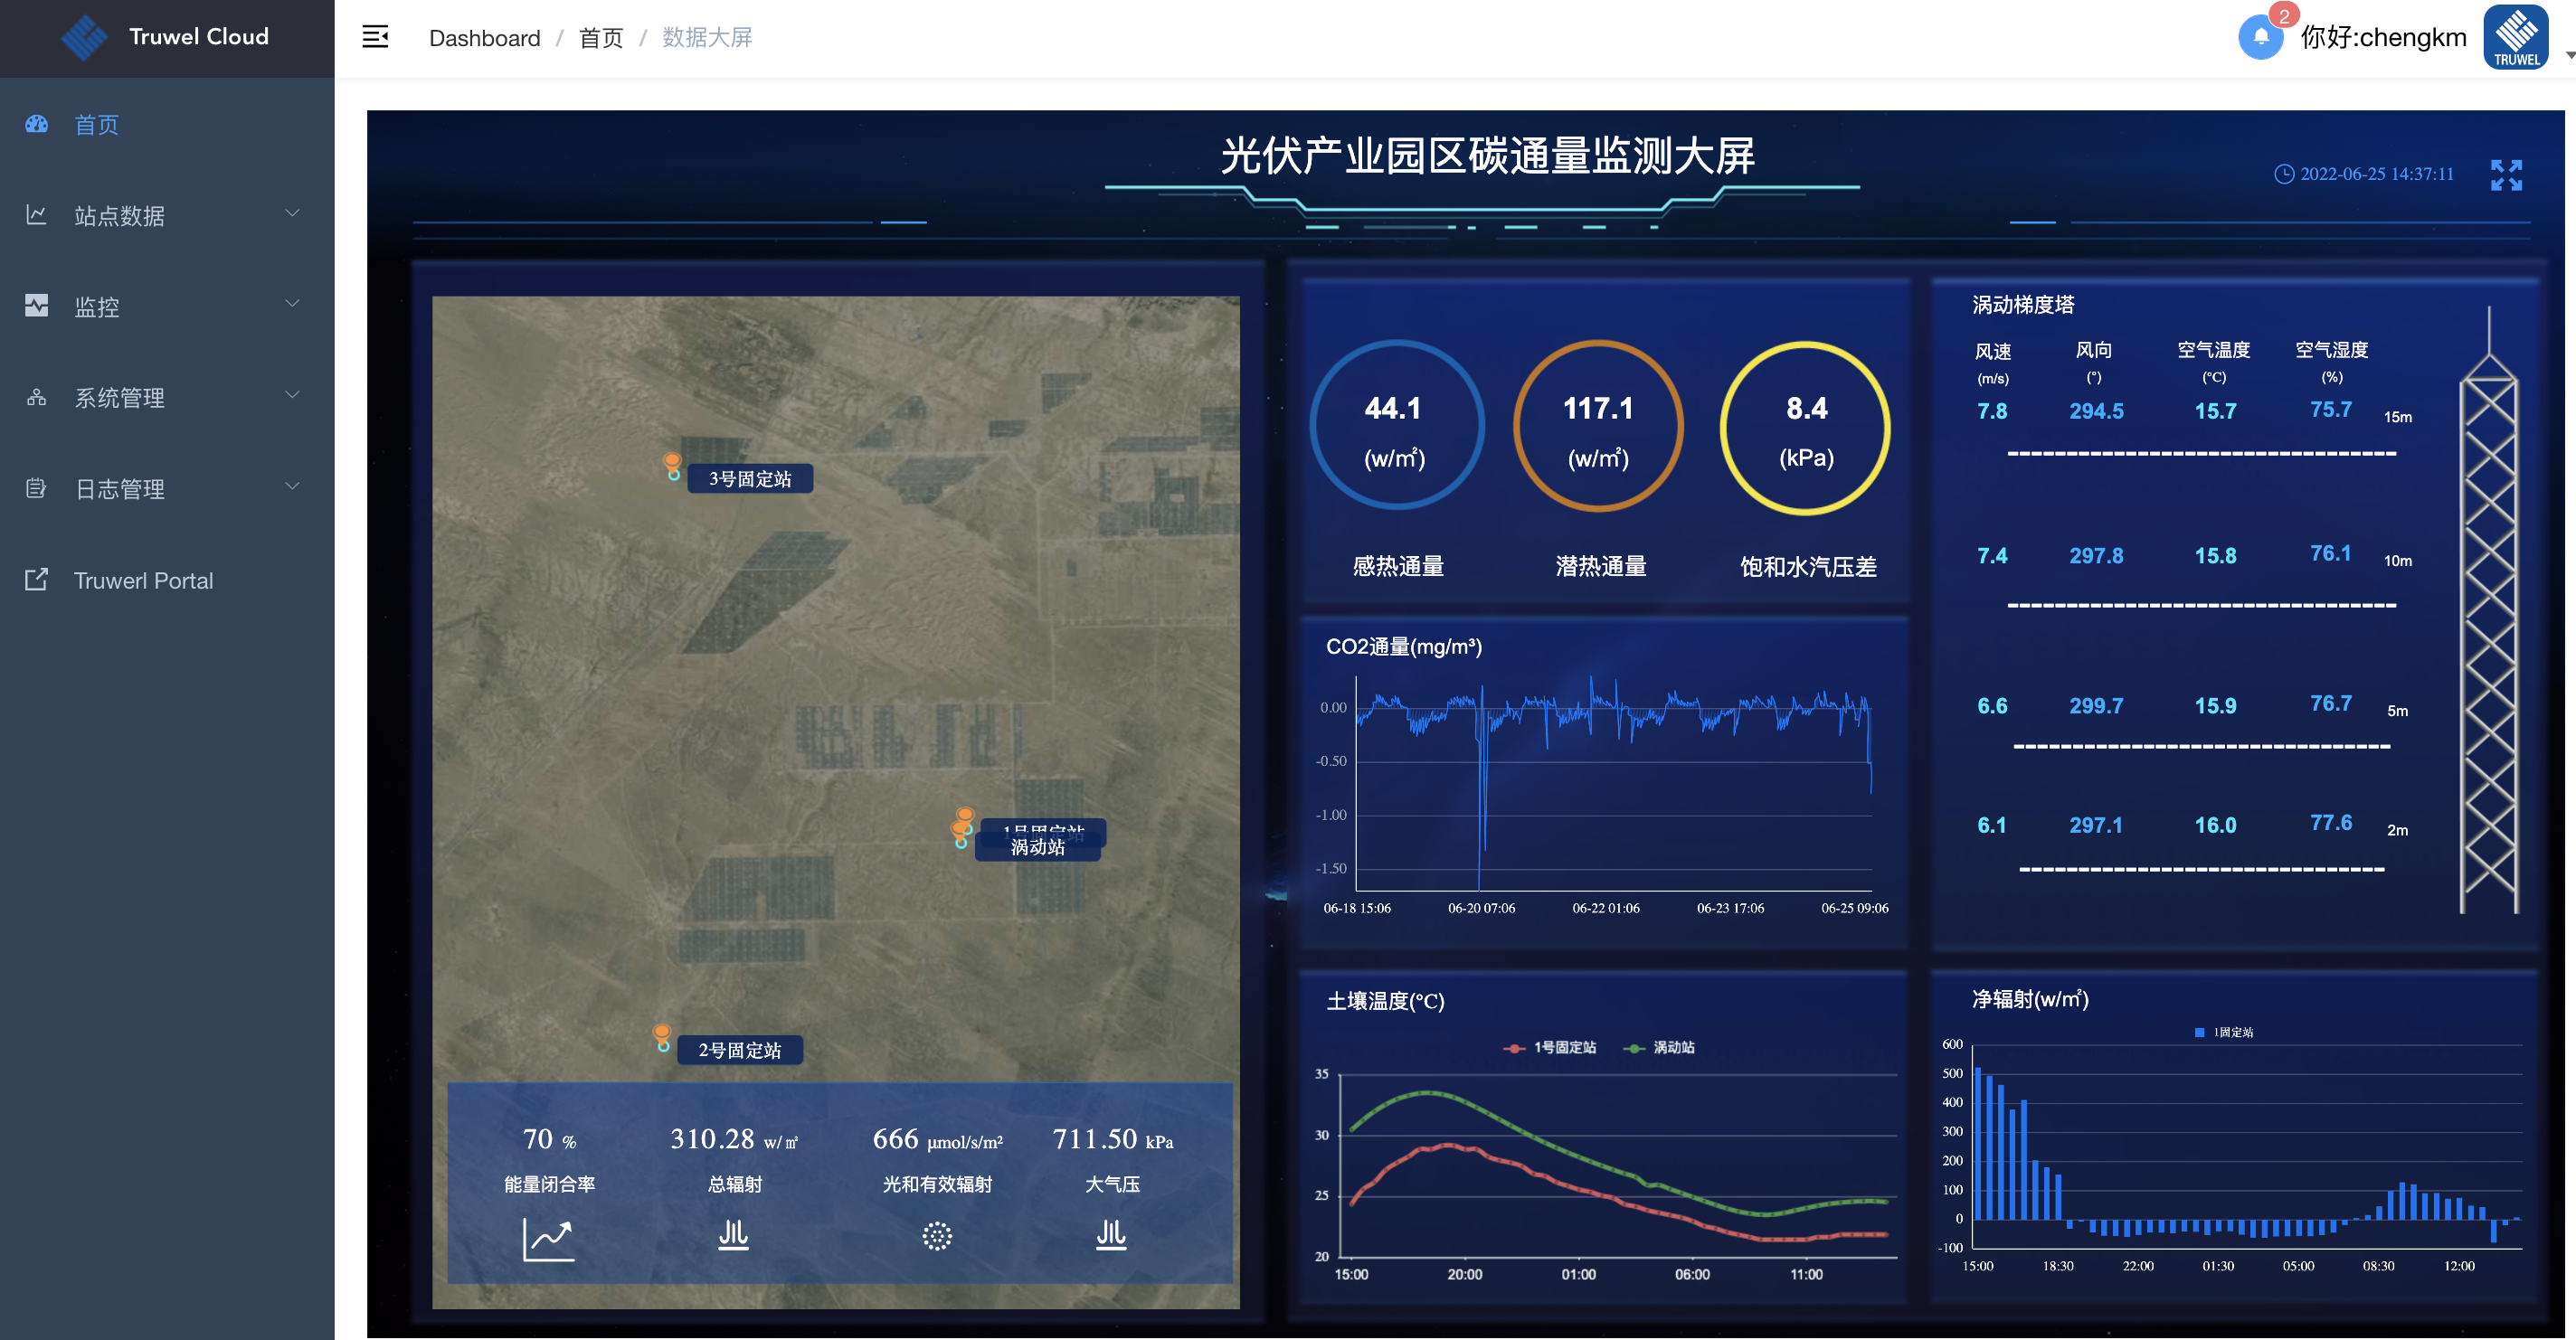 Truwel Cloud
Dashboard / 首页 / 数据大屏
2
你好:chengkm
TRUWEL
首页
站点数据
监控
系统管理
日志管理
Truwerl Portal
光伏产业园区碳通量监测大屏
2022-06-25 14:37:11
3号固定站
1号固定站
涡动站
2号固定站
70 %
能量闭合率
310.28 w/㎡
总辐射
666 μmol/s/m²
光和有效辐射
711.50 kPa
大气压
44.1
(w/㎡)
感热通量
117.1
(w/㎡)
潜热通量
8.4
(kPa)
饱和水汽压差
CO2通量(mg/m³)
0.00
-0.50
-1.00
-1.50
06-18 15:06 06-20 07:06 06-22 01:06 06-23 17:06 06-25 09:06
涡动梯度塔
风速 风向 空气温度 空气湿度
(m/s) (°) (°C) (%)
7.8 294.5 15.7 75.7 15m
7.4 297.8 15.8 76.1 10m
6.6 299.7 15.9 76.7 5m
6.1 297.1 16.0 77.6 2m
土壤温度(°C)
1号固定站 涡动站
35
30
25
20
15:00 20:00 01:00 06:00 11:00
净辐射(w/㎡)
1固定站
600
500
400
300
200
100
0
-100
15:00 18:30 22:00 01:30 05:00 08:30 12:00